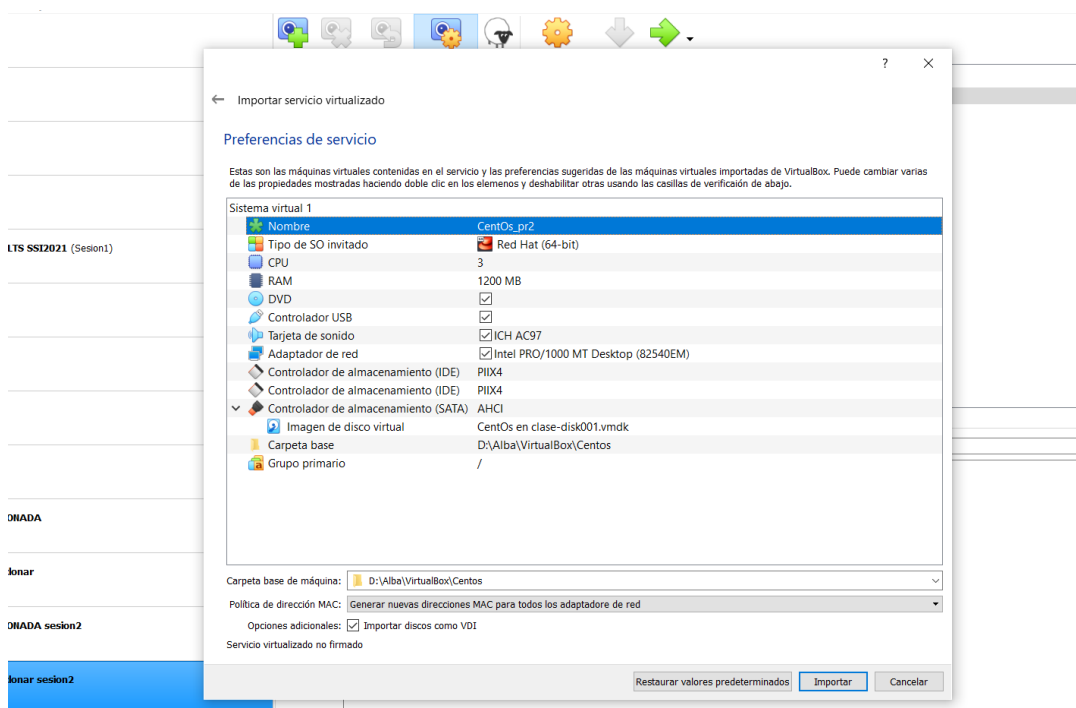 ?
Importar servicio virtualizado
Preferencias de servicio
Estas son las máquinas virtuales contenidas en el servicio y las preferencias sugeridas de las máquinas virtuales importadas de VirtualBox. Puede cambiar varias
de las propiedades mostradas haciendo doble clic en los elemenos y deshabilitar otras usando las casillas de verificaión de abajo.
Sistema virtual 1
Nombre CentOs_pr2
Tipo de SO invitado Red Hat (64-bit)
LTS SSI2021 (Sesion1)
CPU 3
RAM 1200 MB
DVD
Controlador USB
Tarjeta de sonido ICH AC97
Adaptador de red Intel PRO/1000 MT Desktop (82540EM)
Controlador de almacenamiento (IDE) PIIX4
Controlador de almacenamiento (IDE) PIIX4
Controlador de almacenamiento (SATA) AHCI
Imagen de disco virtual CentOs en clase-disk001.vmdk
Carpeta base D:\Alba\VirtualBox\Centos
Grupo primario /
ONADA
lonar
Carpeta base de máquina: D:\Alba\VirtualBox\Centos
Política de dirección MAC: Generar nuevas direcciones MAC para todos los adaptadore de red
ONADA sesion2
Opciones adicionales: Importar discos como VDI
Servicio virtualizado no firmado
lonar sesion2
Restaurar valores predeterminados Importar Cancelar